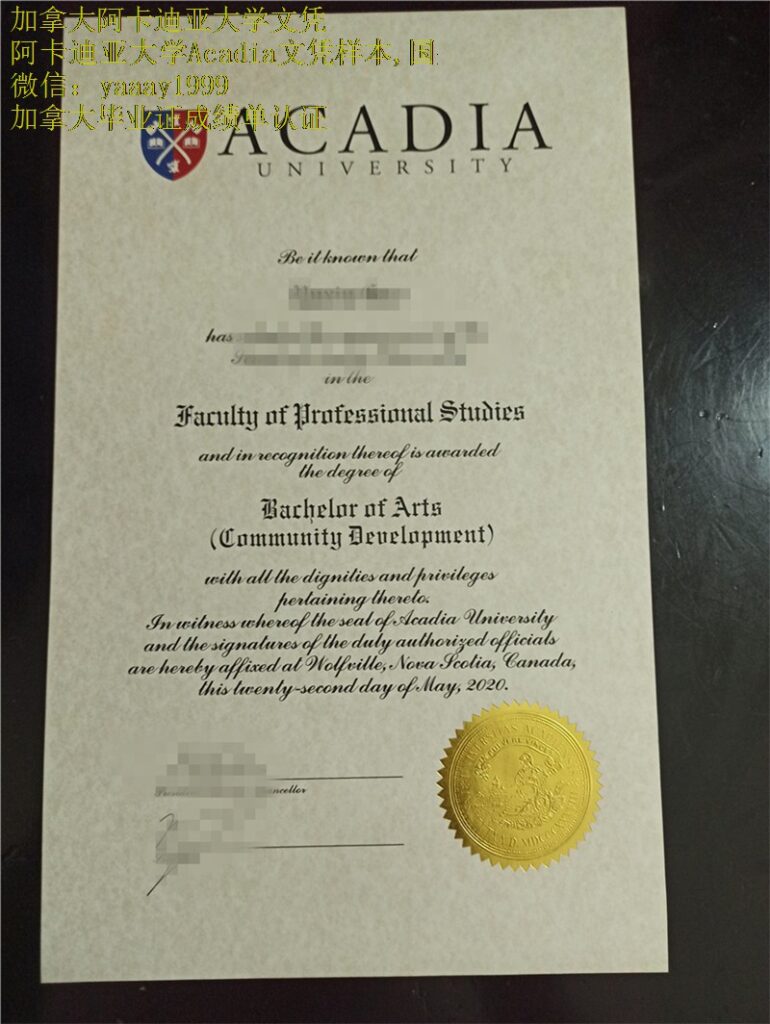 加拿大阿卡迪亚大学文凭
阿卡迪亚大学Acadia文凭样本,国
微信：yaaay1999
加拿大毕业证成绩单认证
ACADIA
UNIVERSITY
Be it known that
has
in the
Faculty of Professional Studies
and in recognition thereof is awarded
the degree of
Bachelor of Arts
(Community Development)
with all the dignities and privileges
pertaining thereto.
In witness whereof the seal of Acadia University
and the signatures of the duly authorized officials
are hereby affixed at Wolfville, Nova Scotia, Canada,
this twenty-second day of May, 2020.